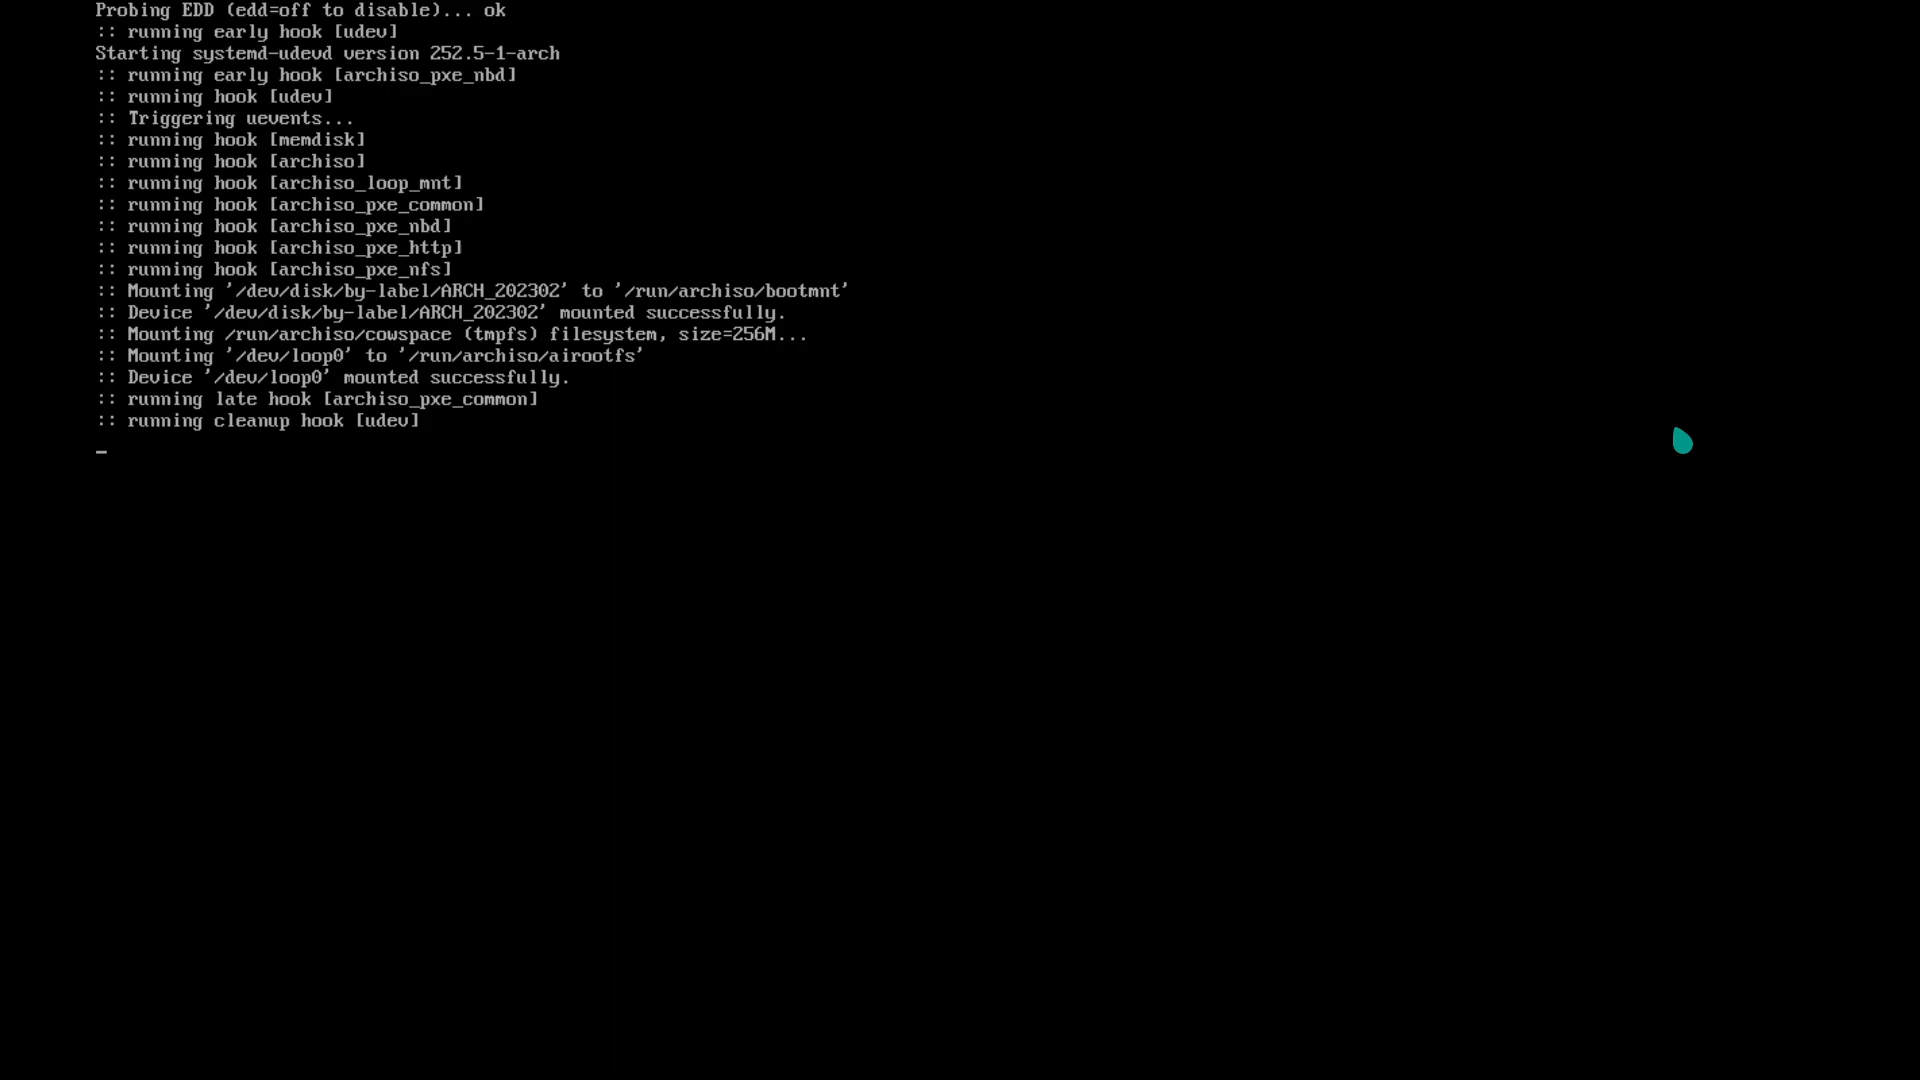 Probing EDD (edd=off to disable)... ok
:: running early hook [udev]
Starting systemd-udevd version 252.5-1-arch
:: running early hook [archiso_pxe_nbd]
:: running hook [udev]
:: Triggering uevents...
:: running hook [memdisk]
:: running hook [archiso]
:: running hook [archiso_loop_mnt]
:: running hook [archiso_pxe_common]
:: running hook [archiso_pxe_nbd]
:: running hook [archiso_pxe_http]
:: running hook [archiso_pxe_nfs]
:: Mounting '/dev/disk/by-label/ARCH_202302' to '/run/archiso/bootmnt'
:: Device '/dev/disk/by-label/ARCH_202302' mounted successfully.
:: Mounting /run/archiso/cowspace (tmpfs) filesystem, size=256M...
:: Mounting '/dev/loop0' to '/run/archiso/airootfs'
:: Device '/dev/loop0' mounted successfully.
:: running late hook [archiso_pxe_common]
:: running cleanup hook [udev]